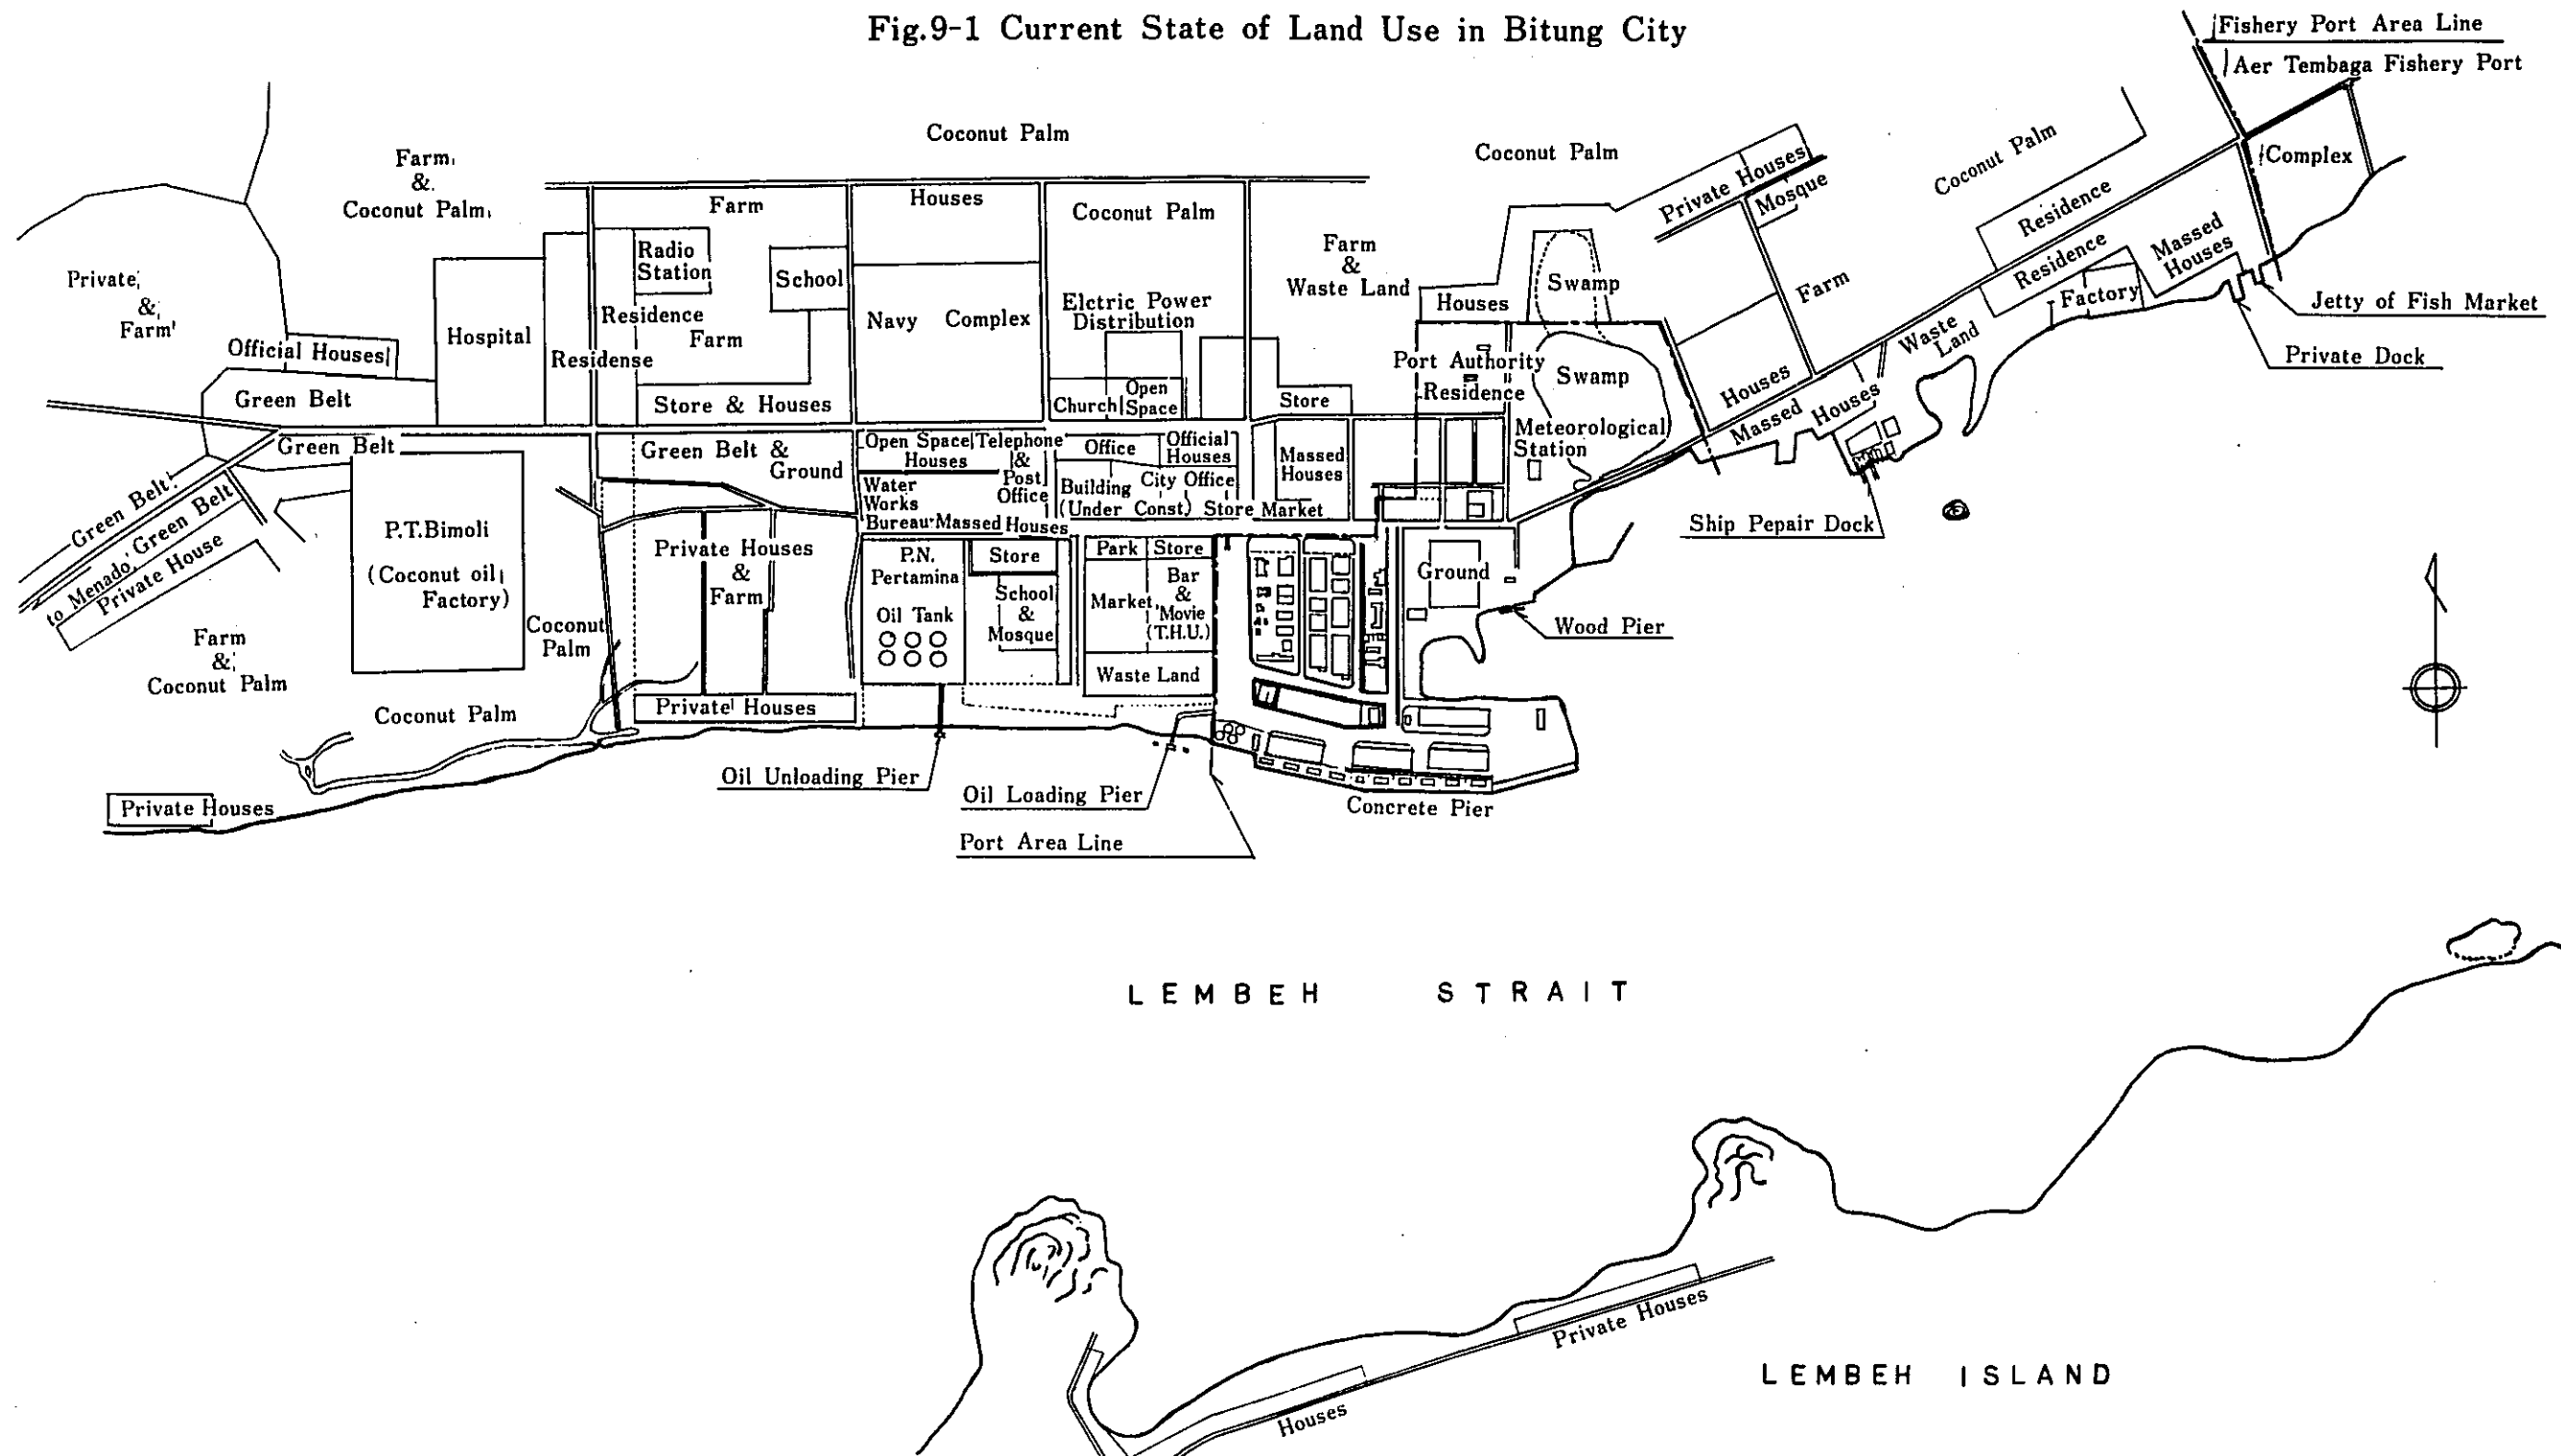 Fig.9-1 Current State of Land Use in Bitung City
Fishery Port Area Line
Aer Tembaga Fishery Port
Complex
Coconut Palm
Coconut Palm
Coconut Palm
Farm
&
Coconut Palm
Private
&
Farm
Official Houses
Green Belt
Hospital
Residense
Residence
Radio
Station
Farm
School
Farm
Store & Houses
Houses
Navy Complex
Coconut Palm
Elctric Power
Distribution
Church
Open
Space
Farm
&
Waste Land
Store
Houses
Swamp
Port Authority
Residence
Swamp
Meteorological
Station
Private Houses
Mosque
Farm
Houses
Massed Houses
Waste
Land
Residence
Residence
Factory
Massed
Houses
Jetty of Fish Market
Private Dock
Ship Pepair Dock
Green Belt
Green Belt
Green Belt
to Menado
Private House
P.T.Bimoli
(Coconut oil
Factory)
Farm
&
Coconut Palm
Coconut Palm
Coconut
Palm
Private Houses
Green Belt &
Ground
Private Houses
&
Farm
Private Houses
Open Space
Houses
Telephone
&
Post
Office
Water
Works
Bureau
Massed Houses
Office
Official
Houses
Building
(Under Const.)
City Office
Store Market
Massed
Houses
P.N.
Pertamina
Oil Tank
Store
School
&
Mosque
Park
Store
Market
Bar
&
Movie
(T.H.U.)
Waste Land
Ground
Wood Pier
Oil Unloading Pier
Oil Loading Pier
Port Area Line
Concrete Pier
LEMBEH STRAIT
Private Houses
Houses
LEMBEH ISLAND